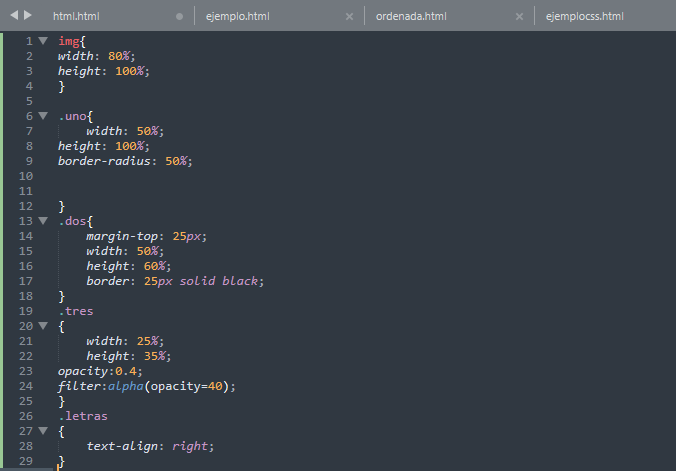 html.html ejemplo.html ordenada.html ejemplocss.html
1 img{
2 width: 80%;
3 height: 100%;
4 }
5
6 .uno{
7 width: 50%;
8 height: 100%;
9 border-radius: 50%;
10
11
12 }
13 .dos{
14 margin-top: 25px;
15 width: 50%;
16 height: 60%;
17 border: 25px solid black;
18 }
19 .tres
20 {
21 width: 25%;
22 height: 35%;
23 opacity:0.4;
24 filter:alpha(opacity=40);
25 }
26 .letras
27 {
28 text-align: right;
29 }